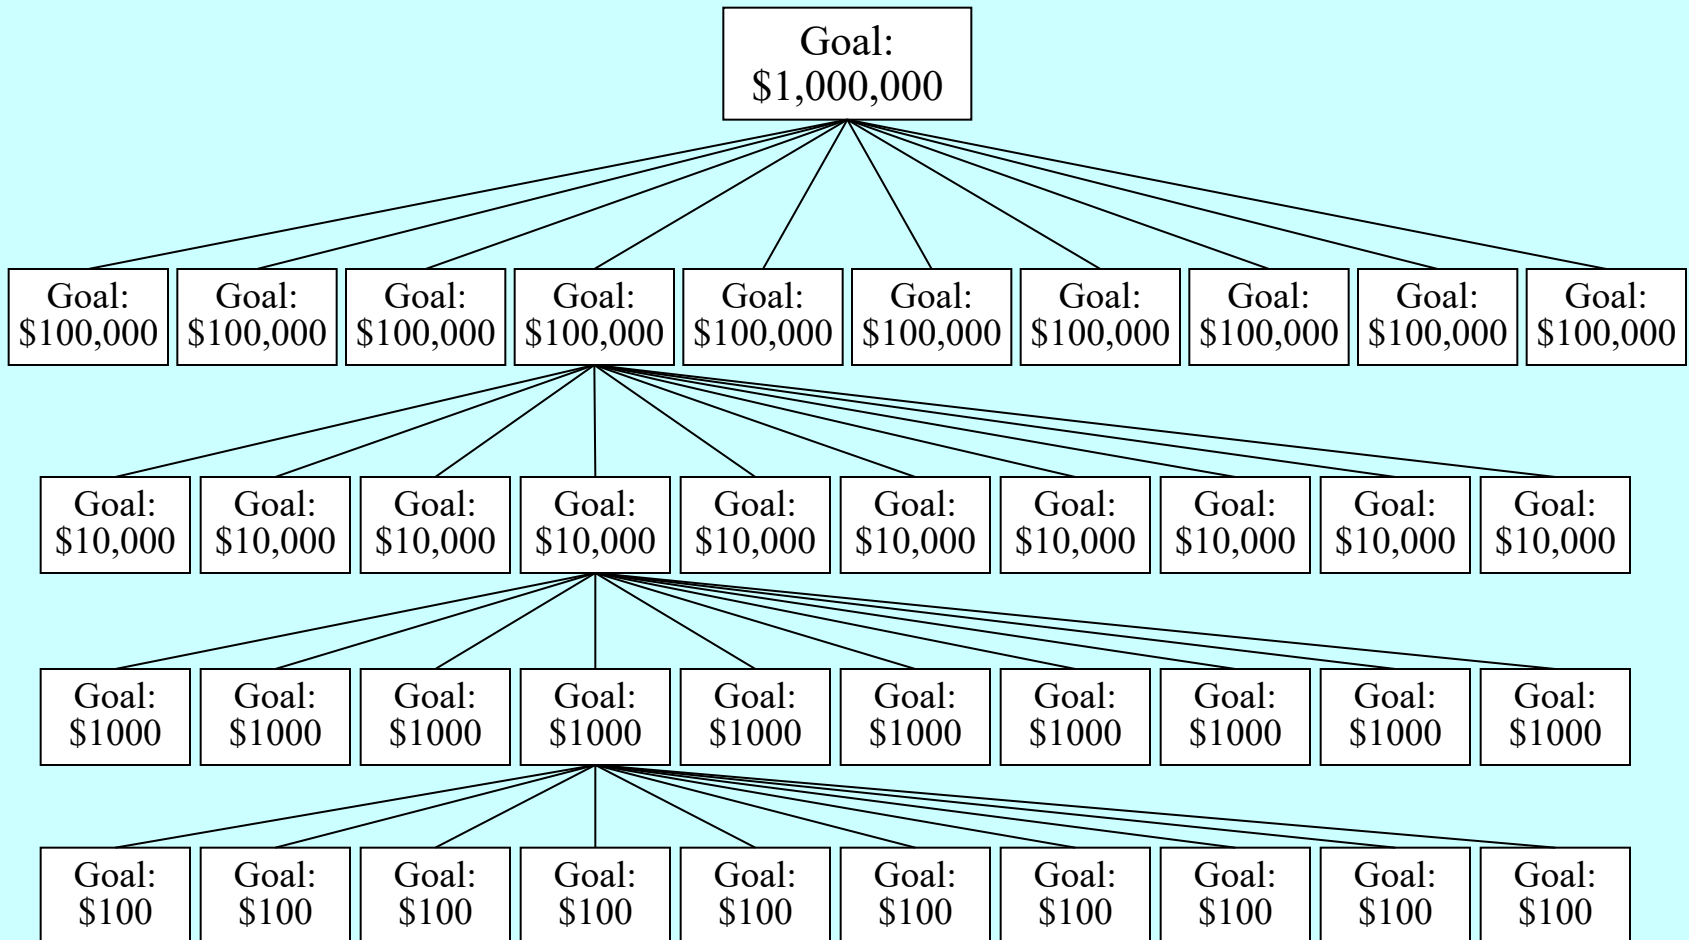 Goal:
$1,000,000
Goal: Goal: Goal: Goal: Goal: Goal: Goal: Goal: Goal: Goal:
$100,000 $100,000 $100,000 $100,000 $100,000 $100,000 $100,000 $100,000 $100,000 $100,000
Goal: Goal: Goal: Goal: Goal: Goal: Goal: Goal: Goal: Goal:
$10,000 $10,000 $10,000 $10,000 $10,000 $10,000 $10,000 $10,000 $10,000 $10,000
Goal: Goal: Goal: Goal: Goal: Goal: Goal: Goal: Goal: Goal:
$1000 $1000 $1000 $1000 $1000 $1000 $1000 $1000 $1000 $1000
Goal: Goal: Goal: Goal: Goal: Goal: Goal: Goal: Goal: Goal:
$100 $100 $100 $100 $100 $100 $100 $100 $100 $100